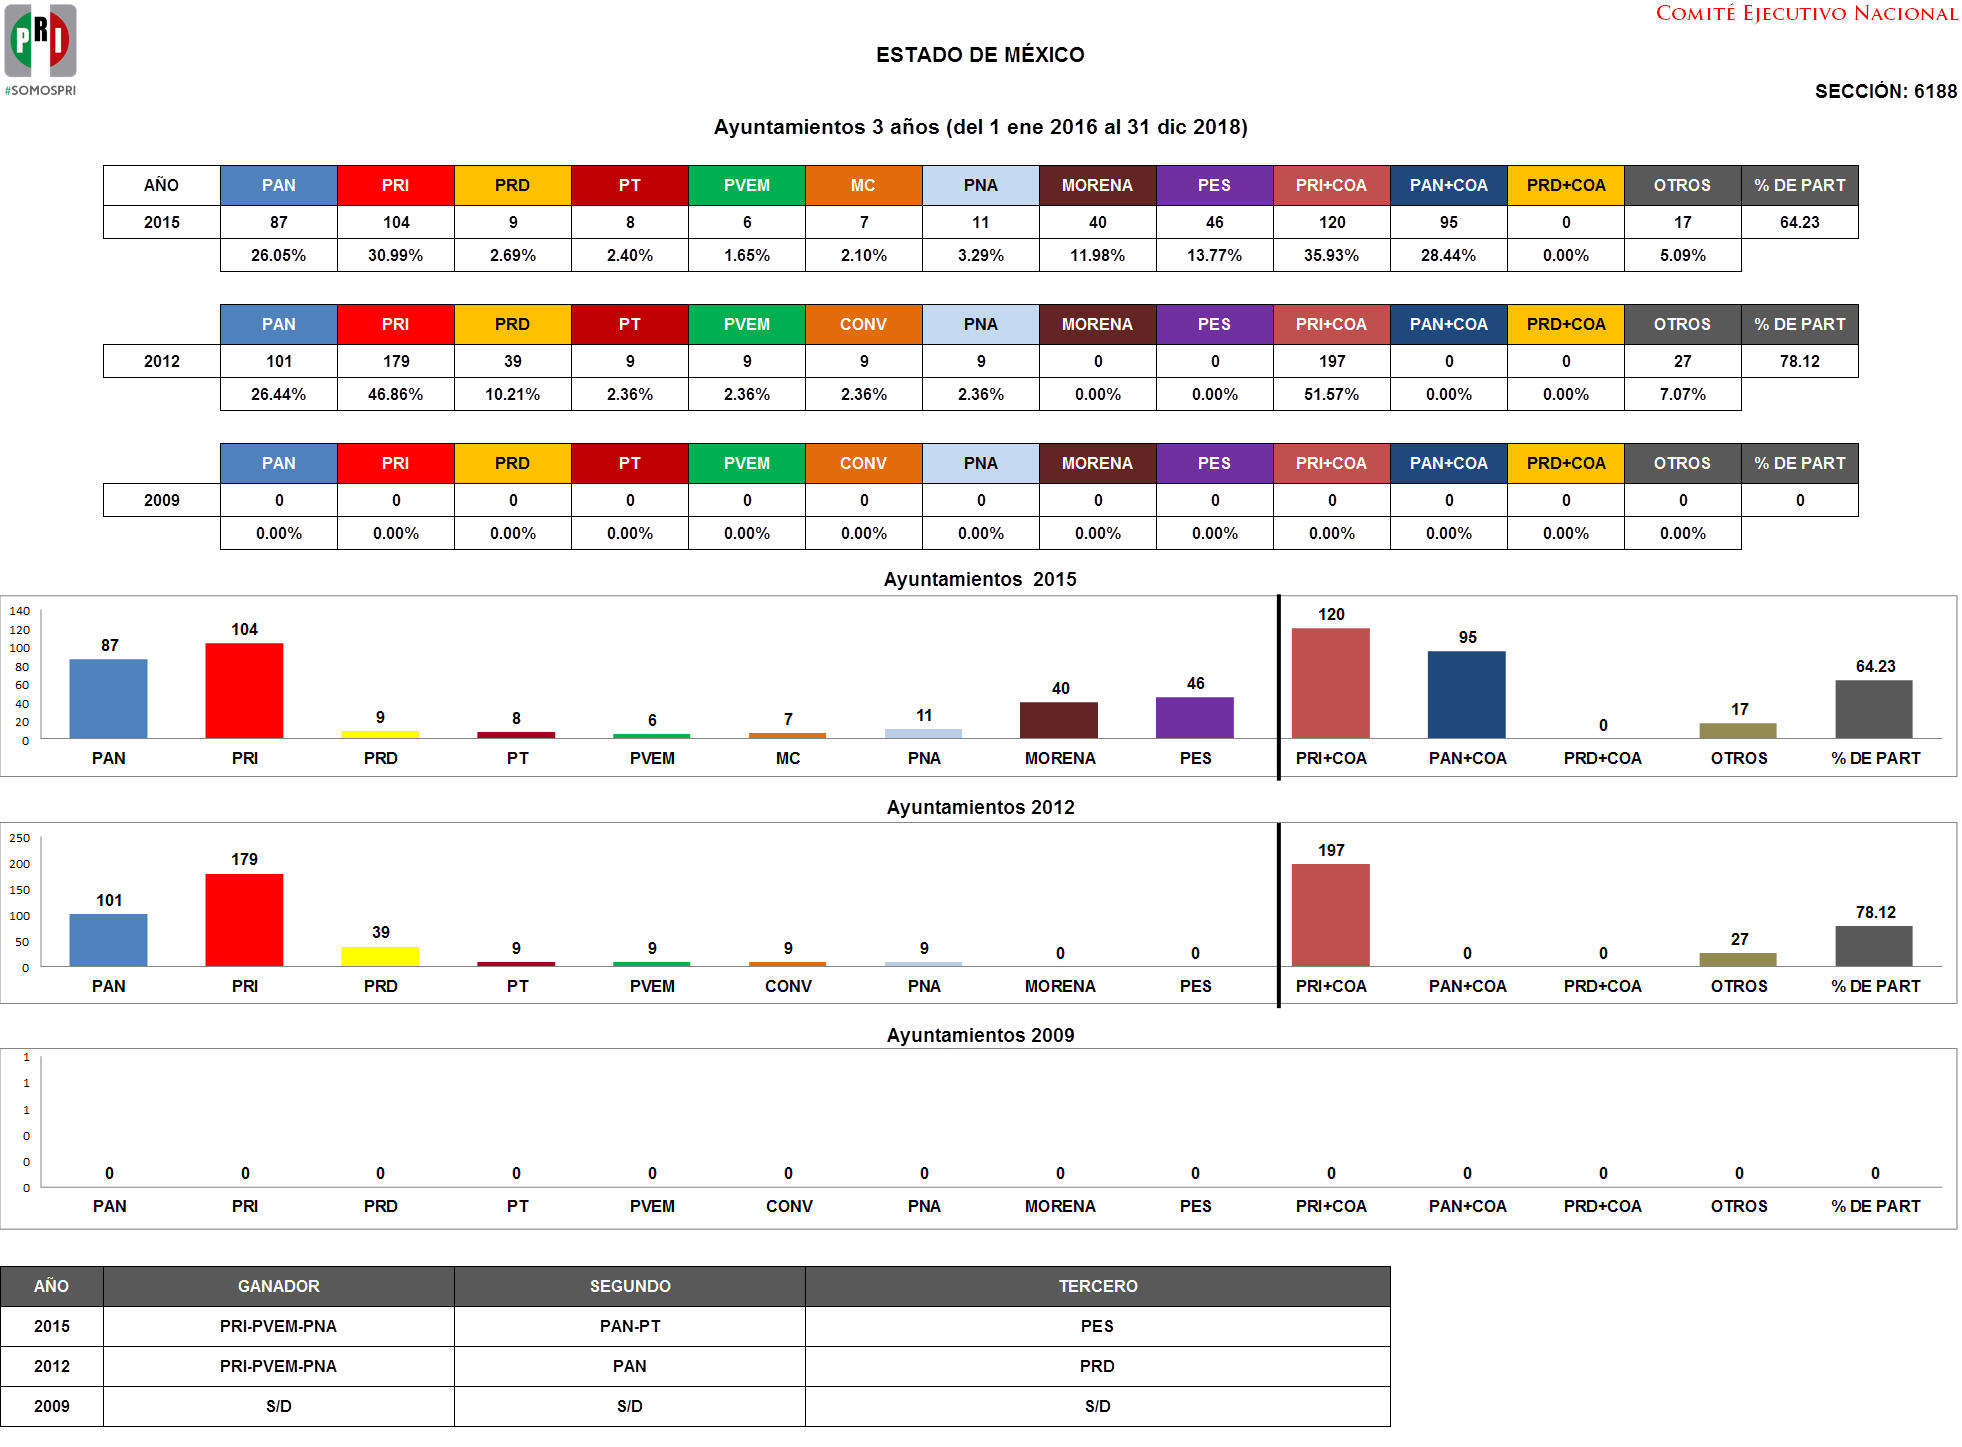 PRI
#SOMOSPRI
COMITÉ EJECUTIVO NACIONAL
ESTADO DE MÉXICO
SECCIÓN: 6188
Ayuntamientos 3 años (del 1 ene 2016 al 31 dic 2018)
AÑO PAN PRI PRD PT PVEM MC PNA MORENA PES PRI+COA PAN+COA PRD+COA OTROS % DE PART
2015 87 104 9 8 6 7 11 40 46 120 95 0 17 64.23
26.05% 30.99% 2.69% 2.40% 1.65% 2.10% 3.29% 11.98% 13.77% 35.93% 28.44% 0.00% 5.09%
PAN PRI PRD PT PVEM CONV PNA MORENA PES PRI+COA PAN+COA PRD+COA OTROS % DE PART
2012 101 179 39 9 9 9 9 0 0 197 0 0 27 78.12
26.44% 46.86% 10.21% 2.36% 2.36% 2.36% 2.36% 0.00% 0.00% 51.57% 0.00% 0.00% 7.07%
PAN PRI PRD PT PVEM CONV PNA MORENA PES PRI+COA PAN+COA PRD+COA OTROS % DE PART
2009 0 0 0 0 0 0 0 0 0 0 0 0 0 0
0.00% 0.00% 0.00% 0.00% 0.00% 0.00% 0.00% 0.00% 0.00% 0.00% 0.00% 0.00% 0.00%
Ayuntamientos 2015
140
120
100
80
60
40
20
0
87 104 9 8 6 7 11 40 46 120 95 0 17 64.23
PAN PRI PRD PT PVEM MC PNA MORENA PES PRI+COA PAN+COA PRD+COA OTROS % DE PART
Ayuntamientos 2012
250
200
150
100
50
0
101 179 39 9 9 9 9 0 0 197 0 0 27 78.12
PAN PRI PRD PT PVEM CONV PNA MORENA PES PRI+COA PAN+COA PRD+COA OTROS % DE PART
Ayuntamientos 2009
1
1
1
0
0
0
0 0 0 0 0 0 0 0 0 0 0 0 0 0
PAN PRI PRD PT PVEM CONV PNA MORENA PES PRI+COA PAN+COA PRD+COA OTROS % DE PART
AÑO GANADOR SEGUNDO TERCERO
2015 PRI-PVEM-PNA PAN-PT PES
2012 PRI-PVEM-PNA PAN PRD
2009 S/D S/D S/D